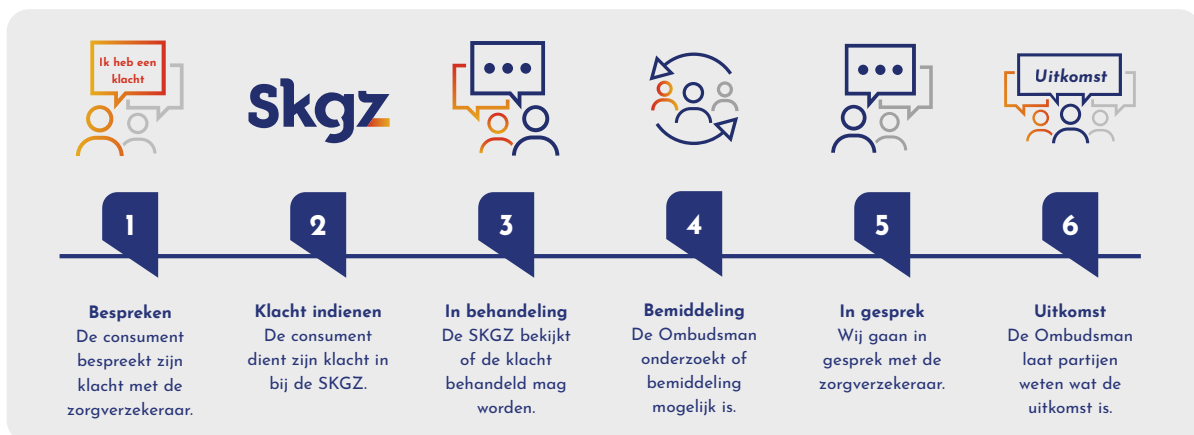 Ik heb een
klacht
Skgz
Uitkomst
1
2
3
4
5
6
Bespreken
De consument
bespreekt zijn
klacht met de
zorgverzekeraar.
Klacht indienen
De consument
dient zijn klacht in
bij de SKGZ.
In behandeling
De SKGZ bekijkt
of de klacht
behandeld mag
worden.
Bemiddeling
De Ombudsman
onderzoekt of
bemiddeling
mogelijk is.
In gesprek
Wij gaan in
gesprek met de
zorgverzekeraar.
Uitkomst
De Ombudsman
laat partijen
weten wat de
uitkomst is.